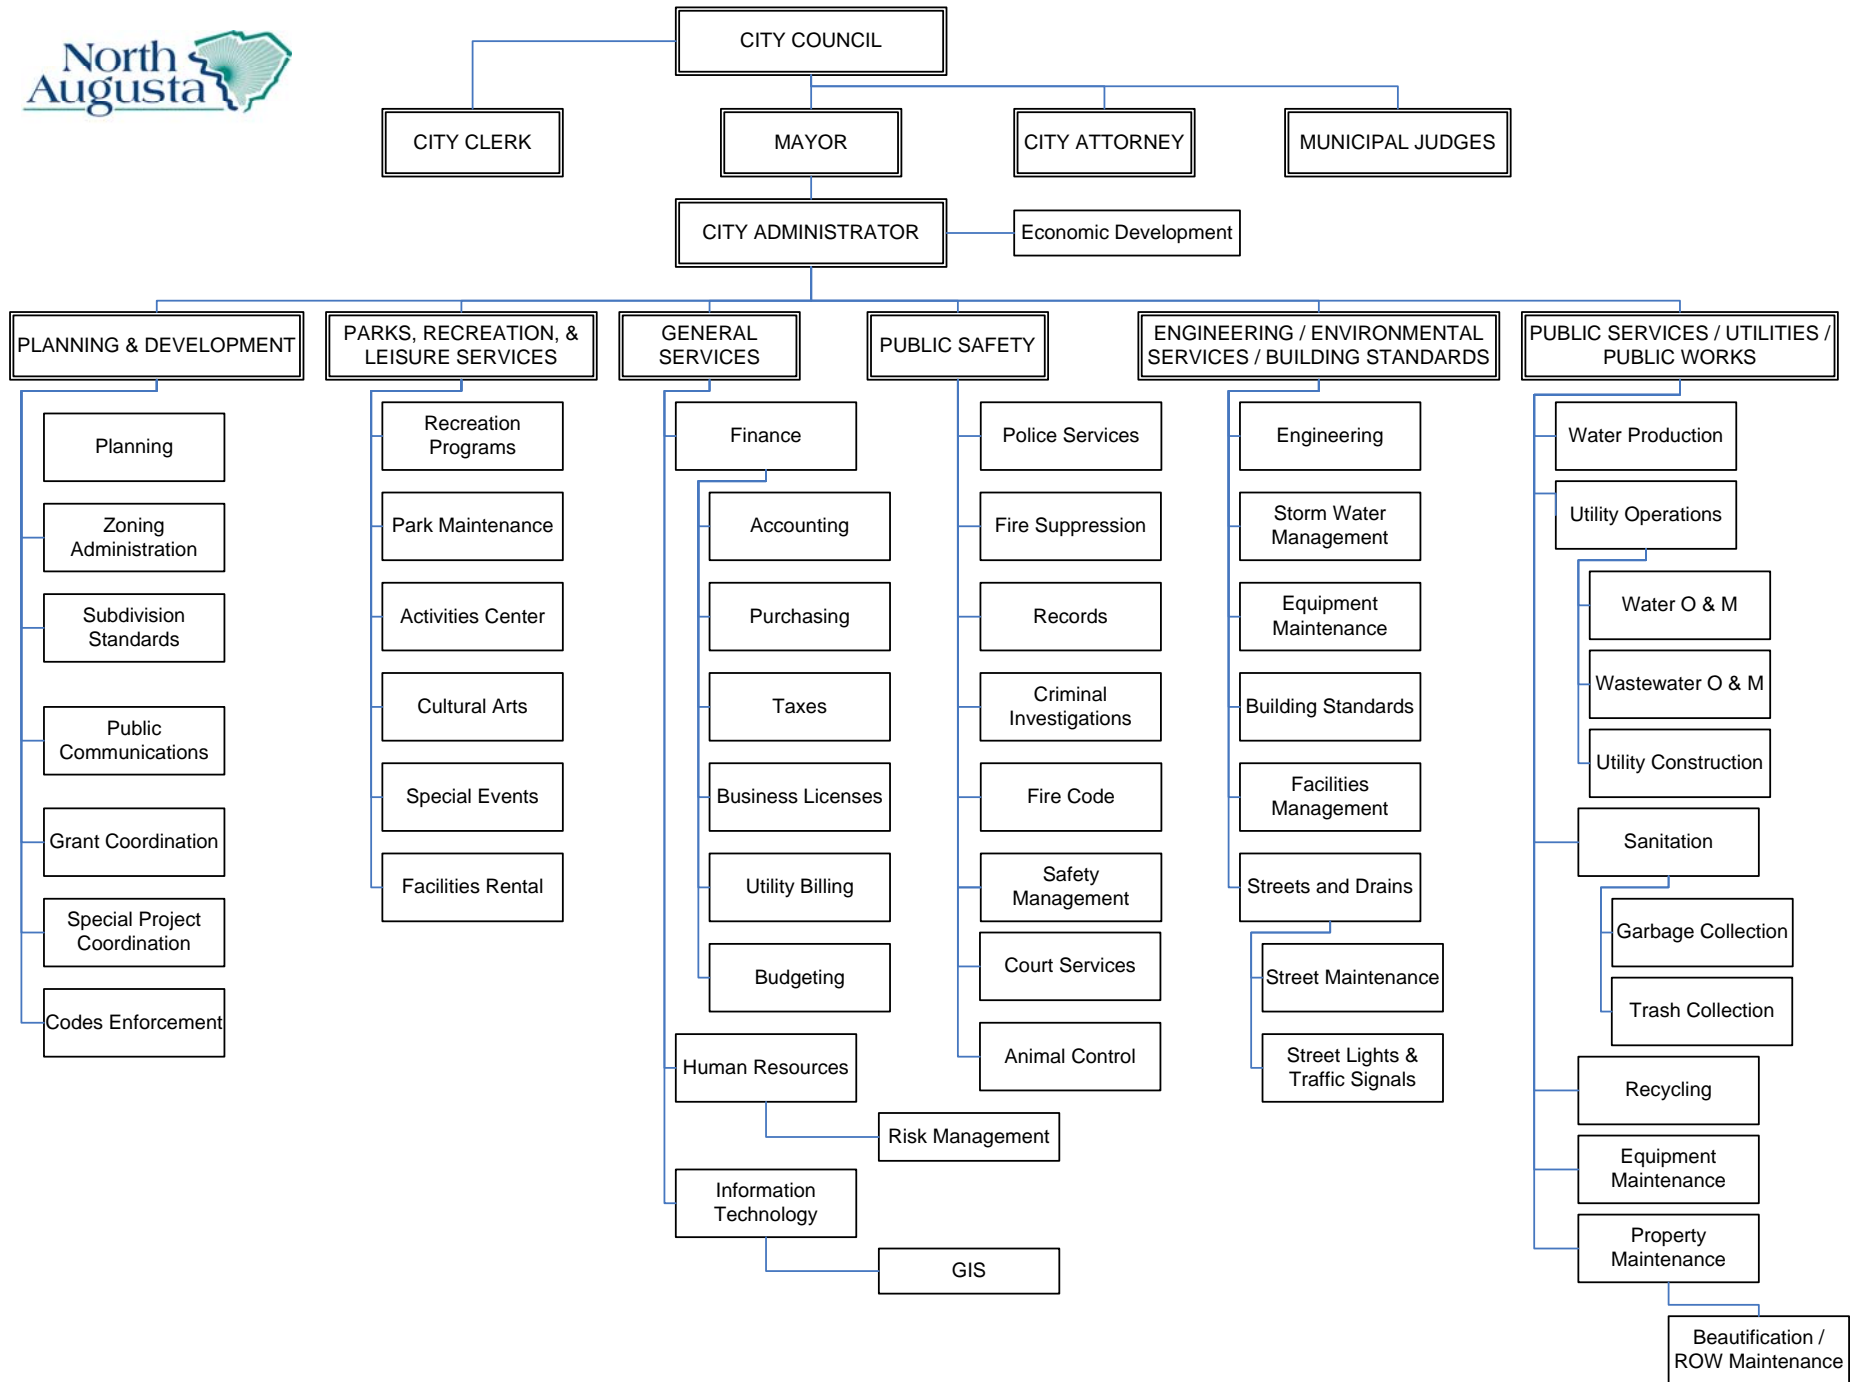 North
Augusta
CITY COUNCIL
CITY CLERK
MAYOR
CITY ATTORNEY
MUNICIPAL JUDGES
CITY ADMINISTRATOR
Economic Development
PLANNING & DEVELOPMENT
Planning
Zoning
Administration
Subdivision
Standards
Public
Communications
Grant Coordination
Special Project
Coordination
Codes Enforcement
PARKS, RECREATION, &
LEISURE SERVICES
Recreation
Programs
Park Maintenance
Activities Center
Cultural Arts
Special Events
Facilities Rental
GENERAL
SERVICES
Finance
Accounting
Purchasing
Taxes
Business Licenses
Utility Billing
Budgeting
Human Resources
Risk Management
Information
Technology
GIS
PUBLIC SAFETY
Police Services
Fire Suppression
Records
Criminal
Investigations
Fire Code
Safety
Management
Court Services
Animal Control
ENGINEERING / ENVIRONMENTAL
SERVICES / BUILDING STANDARDS
Engineering
Storm Water
Management
Equipment
Maintenance
Building Standards
Facilities
Management
Streets and Drains
Street Maintenance
Street Lights &
Traffic Signals
PUBLIC SERVICES / UTILITIES /
PUBLIC WORKS
Water Production
Utility Operations
Water O & M
Wastewater O & M
Utility Construction
Sanitation
Garbage Collection
Trash Collection
Recycling
Equipment
Maintenance
Property
Maintenance
Beautification /
ROW Maintenance